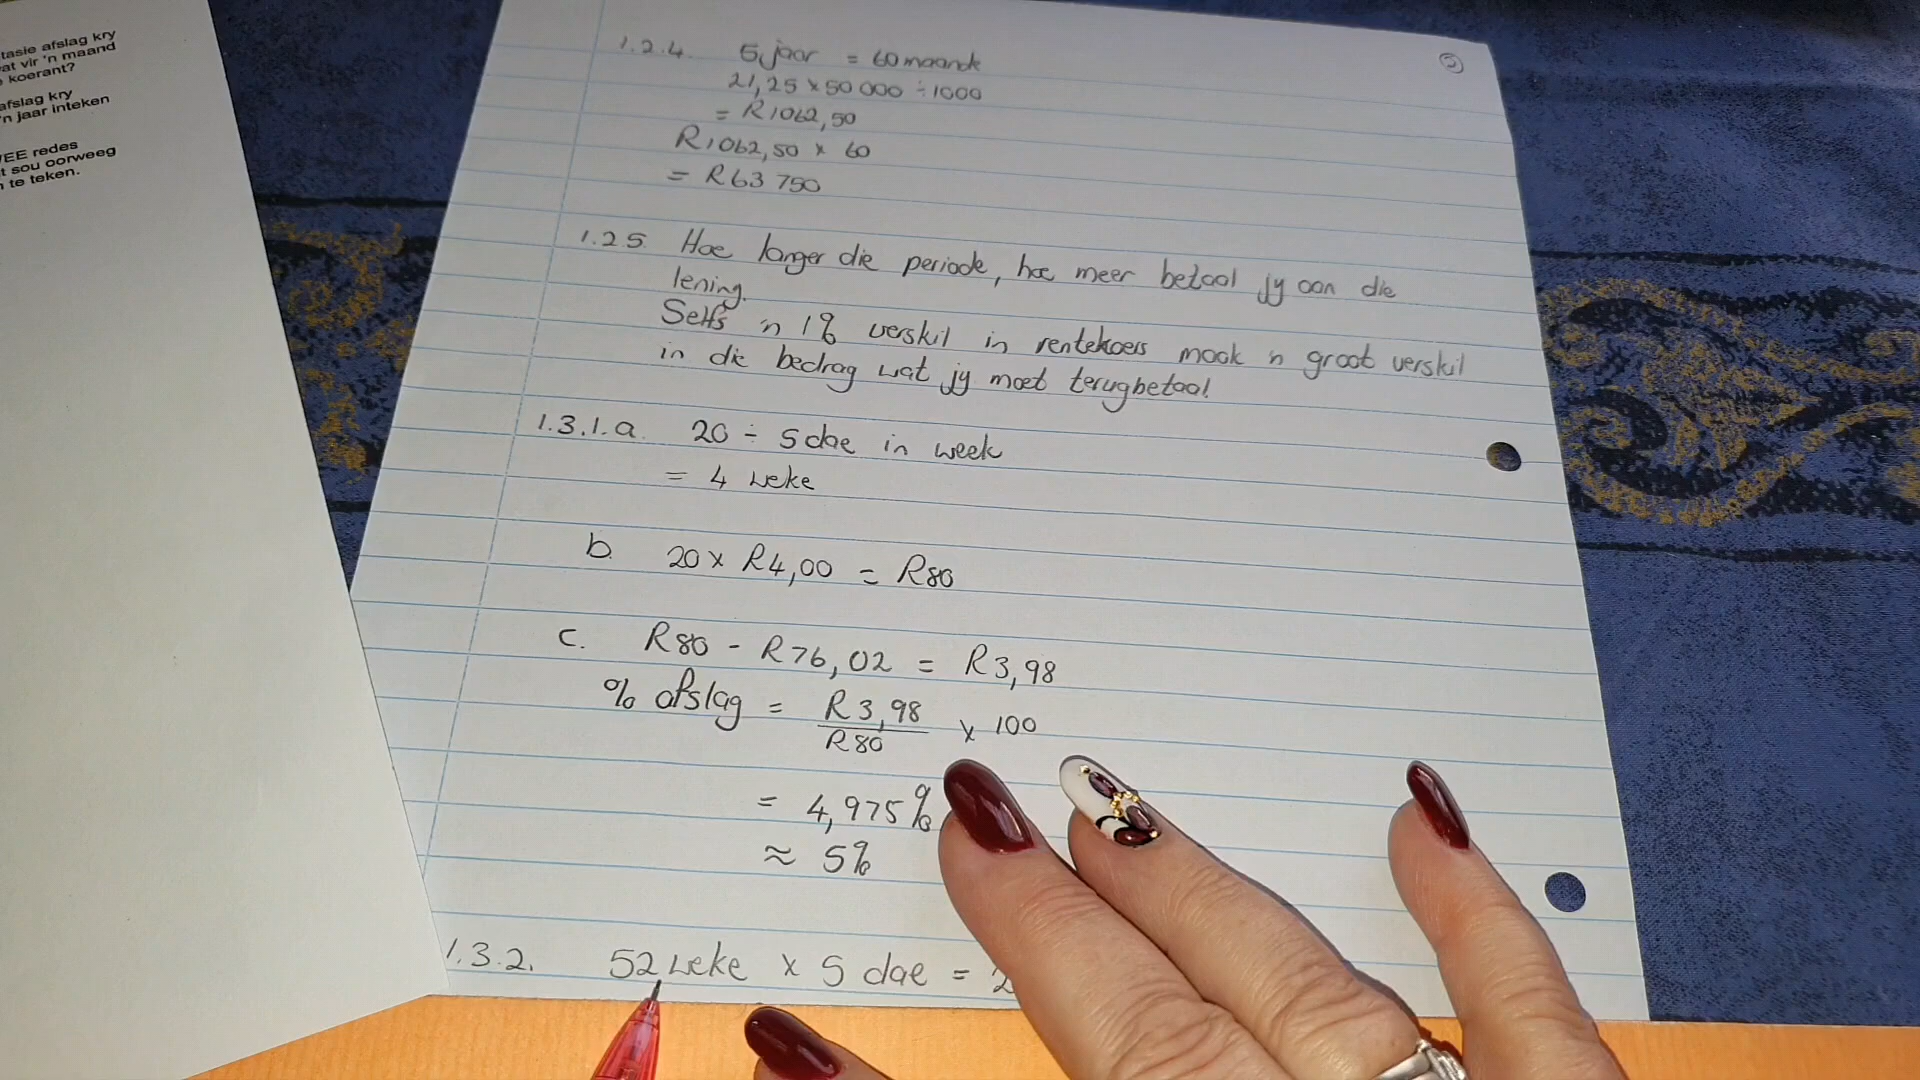 tasie afslag kry
at vir 'n maand
koerant?
afslag kry
'n jaar inteken
EE redes
t sou oorweeg
te teken.
2
1.2.4. 5 jaar = 60 maande
21,25 x 50 000 ÷ 1000
= R1062,50
R1062,50 x 60
= R63 750
1.2.5. Hoe langer die periode, hoe meer betaal jy aan die
lening.
Selfs 'n 1% verskil in rentekoers maak 'n groot verskil
in die bedrag wat jy moet terugbetaal.
1.3.1.a. 20 ÷ 5 dae in week
= 4 weke
b. 20 x R4,00 = R80
c. R80 - R76,02 = R3,98
% afslag = R3,98 / R80 x 100
= 4,975%
≈ 5%
1.3.2. 52 weke x 5 dae = 2